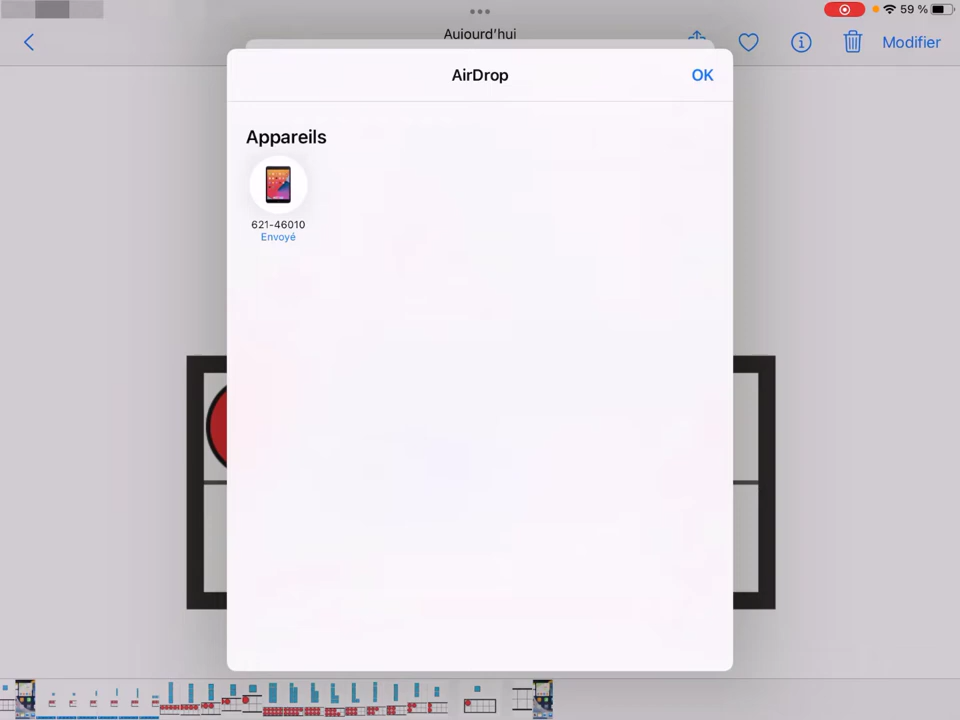 59 %
Aujourd'hui
Modifier
AirDrop
OK
Appareils
621-46010
Envoyé